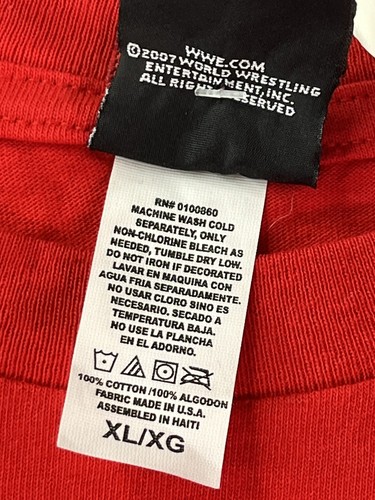 WWE.COM
©2007 WORLD WRESTLING
ENTERTAINMENT, INC.
ALL RIGHTS RESERVED
RN# 0100860
MACHINE WASH COLD
SEPARATELY, ONLY
NON-CHLORINE BLEACH AS
NEEDED, TUMBLE DRY LOW.
DO NOT IRON IF DECORATED
LAVAR EN MAQUINA CON
AGUA FRIA SEPARADAMENTE.
NO USAR CLORO SINO ES
NECESARIO. SECADO A
TEMPERATURA BAJA.
NO USE LA PLANCHA
EN EL ADORNO.
100% COTTON /100% ALGODON
FABRIC MADE IN U.S.A.
ASSEMBLED IN HAITI
XL/XG